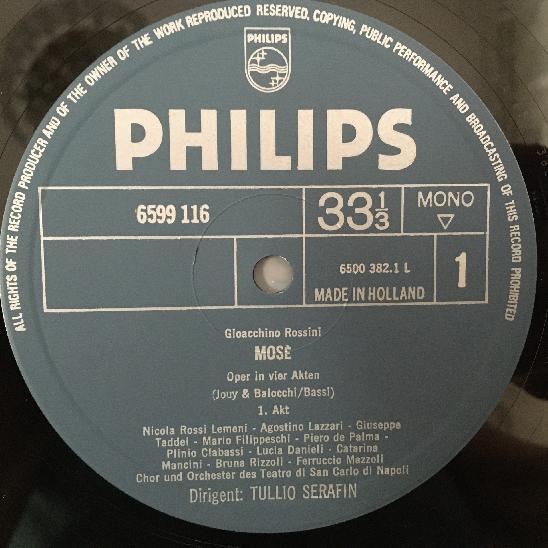 ALL RIGHTS OF THE RECORD PRODUCER AND OF THE OWNER OF THE WORK REPRODUCED RESERVED. COPYING, PUBLIC PERFORMANCE AND BROADCASTING OF THIS RECORD PROHIBITED
PHILIPS
PHILIPS
6599 116
33 1/3
MONO
6500 382.1 L
1
MADE IN HOLLAND
Gioacchino Rossini
MOSÈ
Oper in vier Akten
(Jouy & Balocchi/Bassi)
1. Akt
Nicola Rossi Lemeni - Agostino Lazzari - Giuseppe
Taddei - Mario Filippeschi - Piero de Palma -
Plinio Clabassi - Lucia Danieli - Catarina
Mancini - Bruna Rizzoli - Ferruccio Mazzoli
Chor und Orchester des Teatro di San Carlo di Napoli
Dirigent: TULLIO SERAFIN